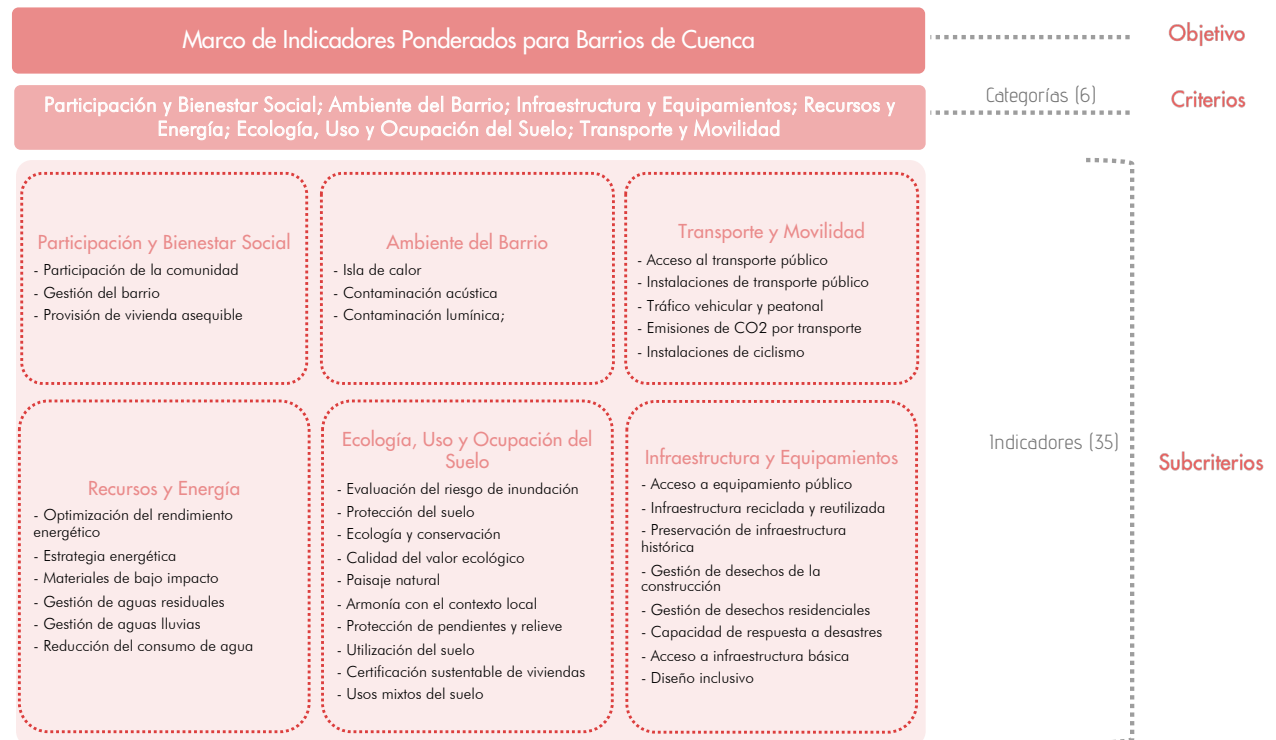 Marco de Indicadores Ponderados para Barrios de Cuenca
Objetivo
Participación y Bienestar Social; Ambiente del Barrio; Infraestructura y Equipamientos; Recursos y
Energía; Ecología, Uso y Ocupación del Suelo; Transporte y Movilidad
Categorías (6)
Criterios
Participación y Bienestar Social
- Participación de la comunidad
- Gestión del barrio
- Provisión de vivienda asequible
Ambiente del Barrio
- Isla de calor
- Contaminación acústica
- Contaminación lumínica;
Transporte y Movilidad
- Acceso al transporte público
- Instalaciones de transporte público
- Tráfico vehicular y peatonal
- Emisiones de CO2 por transporte
- Instalaciones de ciclismo
Recursos y Energía
- Optimización del rendimiento
energético
- Estrategia energética
- Materiales de bajo impacto
- Gestión de aguas residuales
- Gestión de aguas lluvias
- Reducción del consumo de agua
Ecología, Uso y Ocupación del
Suelo
- Evaluación del riesgo de inundación
- Protección del suelo
- Ecología y conservación
- Calidad del valor ecológico
- Paisaje natural
- Armonía con el contexto local
- Protección de pendientes y relieve
- Utilización del suelo
- Certificación sustentable de viviendas
- Usos mixtos del suelo
Infraestructura y Equipamientos
- Acceso a equipamiento público
- Infraestructura reciclada y reutilizada
- Preservación de infraestructura
histórica
- Gestión de desechos de la
construcción
- Gestión de desechos residenciales
- Capacidad de respuesta a desastres
- Acceso a infraestructura básica
- Diseño inclusivo
Indicadores (35)
Subcriterios